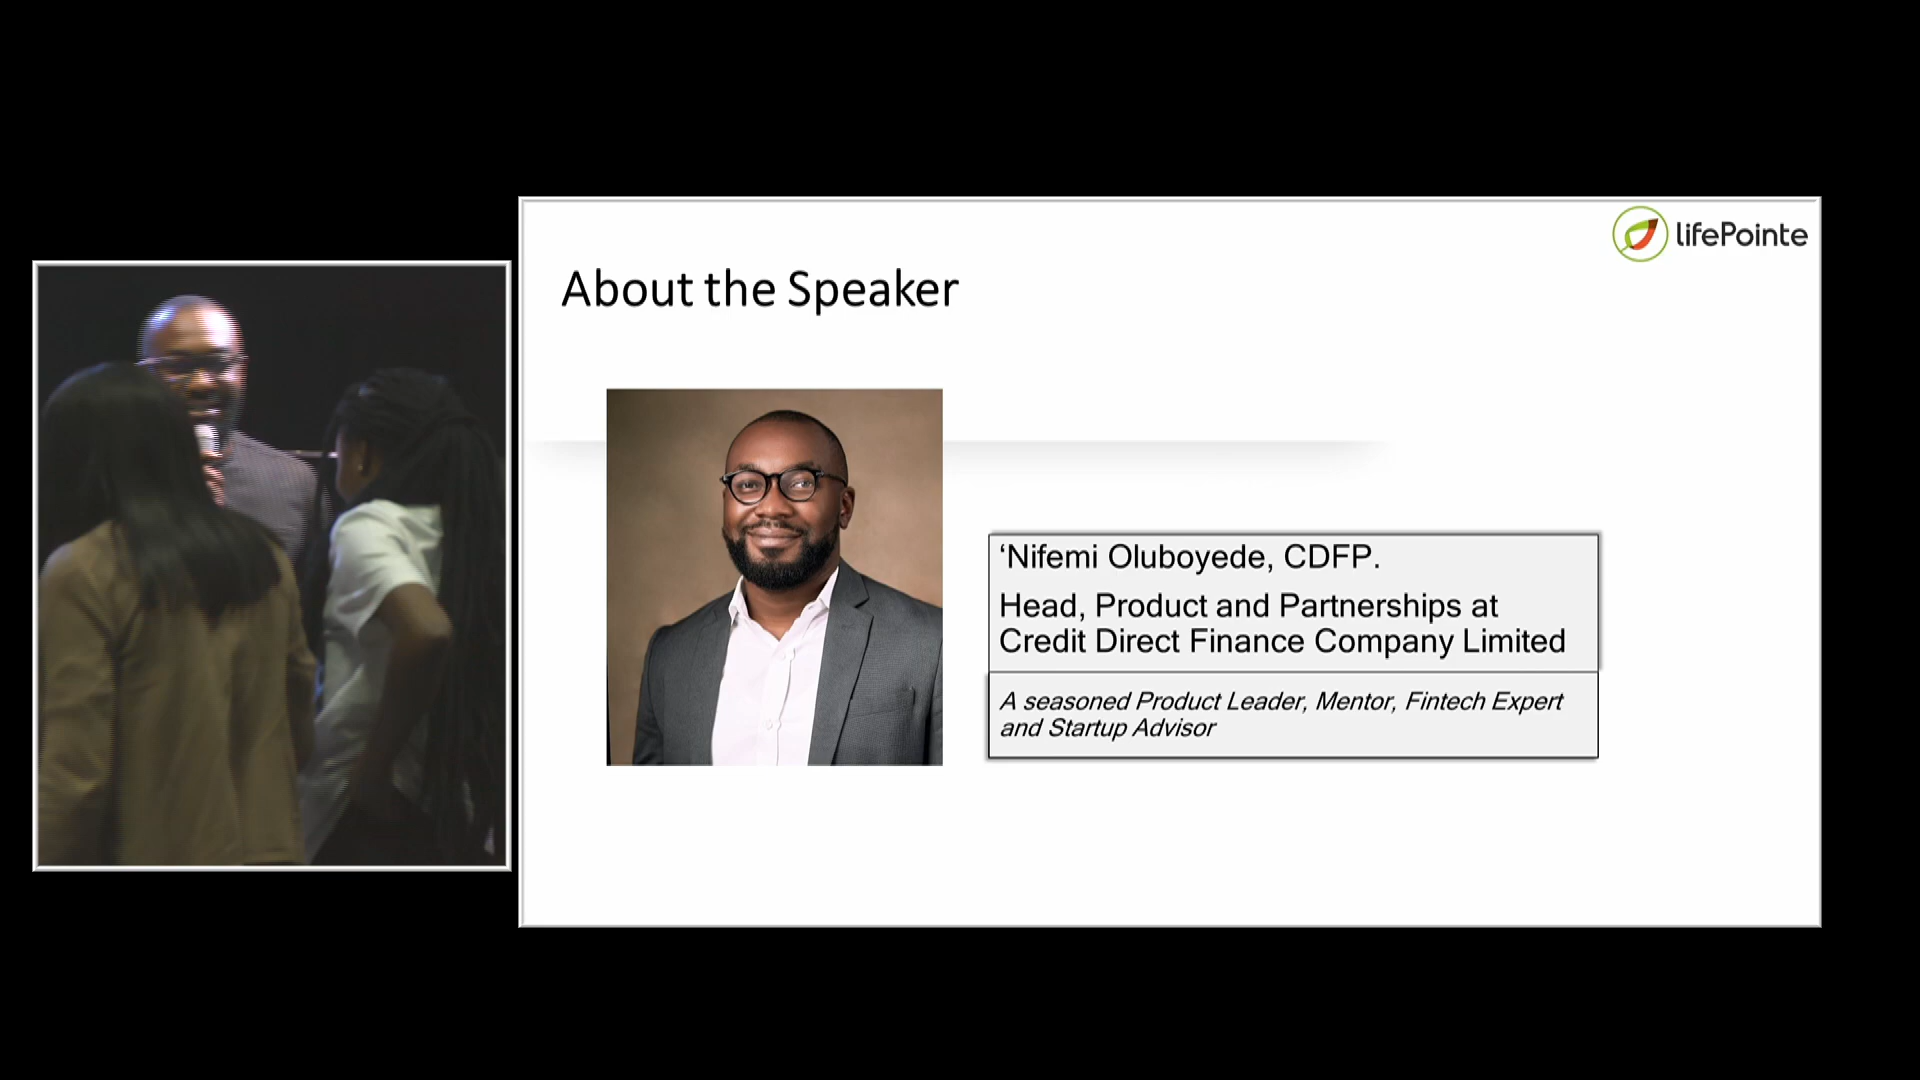 lifePointe
About the Speaker
‘Nifemi Oluboyede, CDFP.
Head, Product and Partnerships at
Credit Direct Finance Company Limited
A seasoned Product Leader, Mentor, Fintech Expert
and Startup Advisor